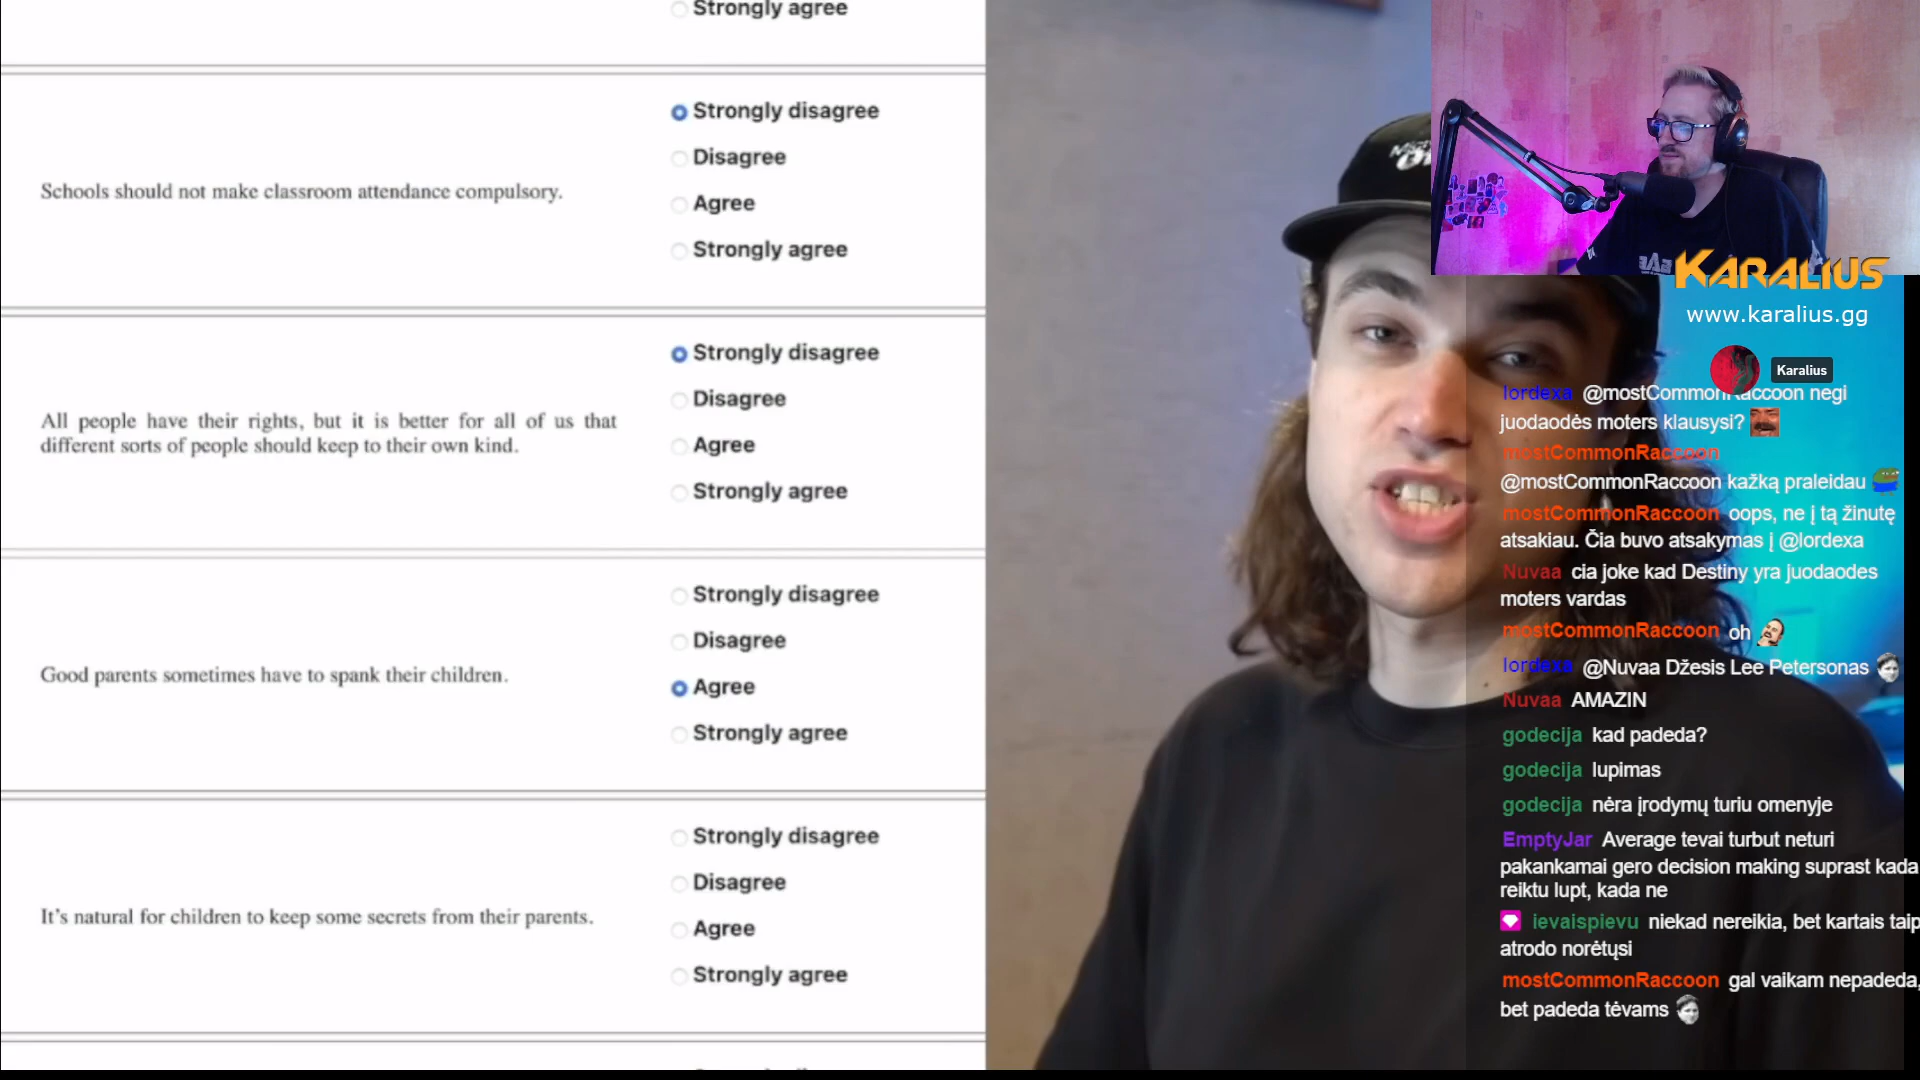 Strongly agree
Schools should not make classroom attendance compulsory.
Strongly disagree
Disagree
Agree
Strongly agree
All people have their rights, but it is better for all of us that
different sorts of people should keep to their own kind.
Strongly disagree
Disagree
Agree
Strongly agree
Good parents sometimes have to spank their children.
Strongly disagree
Disagree
Agree
Strongly agree
It's natural for children to keep some secrets from their parents.
Strongly disagree
Disagree
Agree
Strongly agree
KARALIUS
www.karalius.gg
Karalius
lordexa @mostCommonRaccoon negi
juodaodės moters klausysi?
mostCommonRaccoon
@mostCommonRaccoon kažką praleidau
mostCommonRaccoon oops, ne į tą žinutę
atsakiau. Čia buvo atsakymas į @lordexa
Nuvaa cia joke kad Destiny yra juodaodes
moters vardas
mostCommonRaccoon oh
lordexa @Nuvaa Džesis Lee Petersonas
Nuvaa AMAZIN
godecija kad padeda?
godecija lupimas
godecija nėra įrodymų turiu omenyje
EmptyJar Average tevai turbut neturi
pakankamai gero decision making suprast kada
reiktu lupt, kada ne
ievaispievu niekad nereikia, bet kartais taip
atrodo norėtųsi
mostCommonRaccoon gal vaikam nepadeda,
bet padeda tėvams